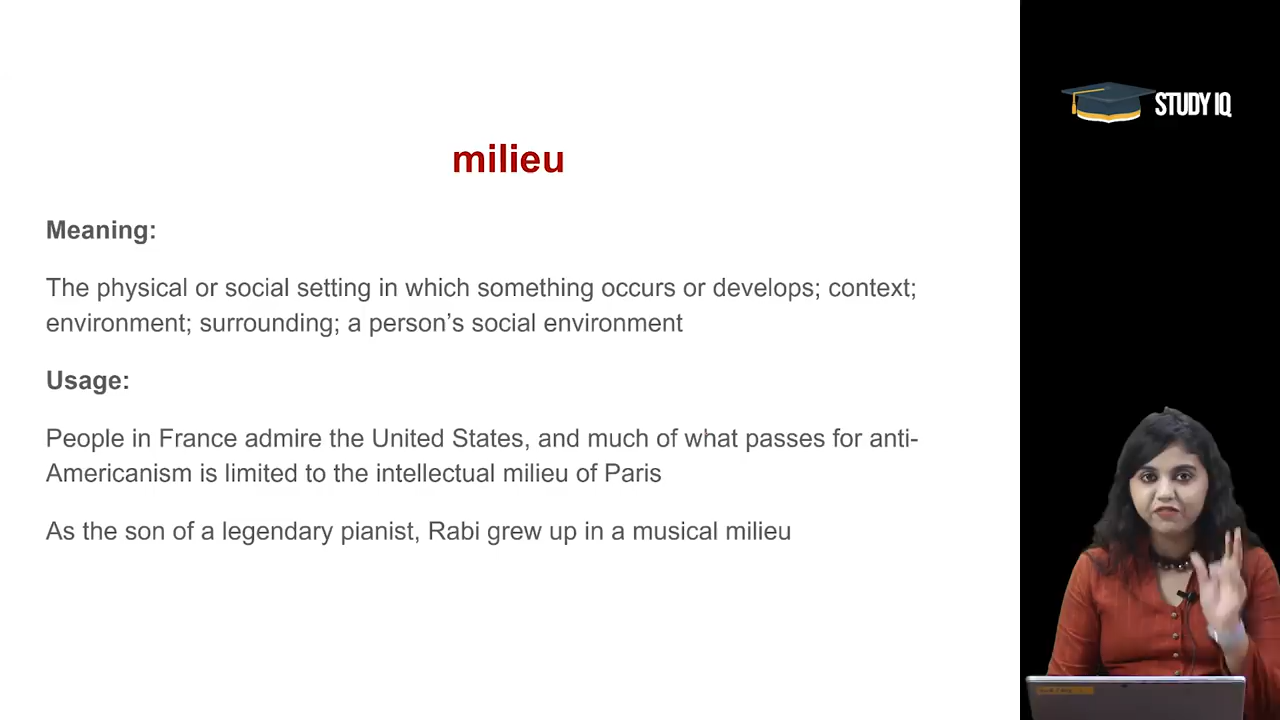 milieu
STUDY IQ
Meaning:
The physical or social setting in which something occurs or develops; context;
environment; surrounding; a person’s social environment
Usage:
People in France admire the United States, and much of what passes for anti-
Americanism is limited to the intellectual milieu of Paris
As the son of a legendary pianist, Rabi grew up in a musical milieu